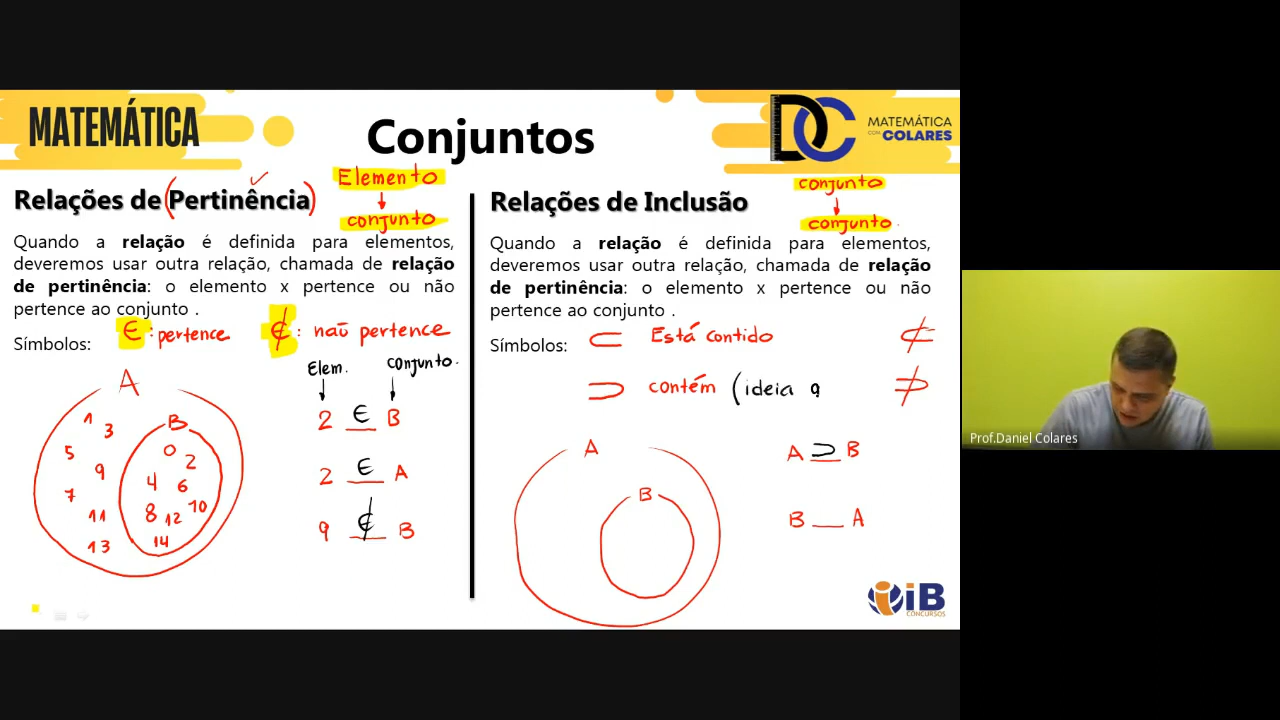 MATEMÁTICA
Conjuntos
DC MATEMÁTICA
COM COLARES
Relações de (Pertinência)
Elemento
conjunto
Quando a relação é definida para elementos,
deveremos usar outra relação, chamada de relação
de pertinência: o elemento x pertence ou não
pertence ao conjunto .
Símbolos: ∈: pertence ∉: não pertence
Elem. conjunto.
2 ∈ B
2 ∈ A
9 ∉ B
A
1
3
5
9
7
11
13
B
0
2
4
6
8
12
10
14
Relações de Inclusão
conjunto
conjunto.
Quando a relação é definida para elementos,
deveremos usar outra relação, chamada de relação
de pertinência: o elemento x pertence ou não
pertence ao conjunto .
Símbolos: ⊂ Está contido ⊄
⊃ contém (ideia ⊅
A
B
A ⊃ B
B __ A
iB
CONCURSOS
Prof.Daniel Colares